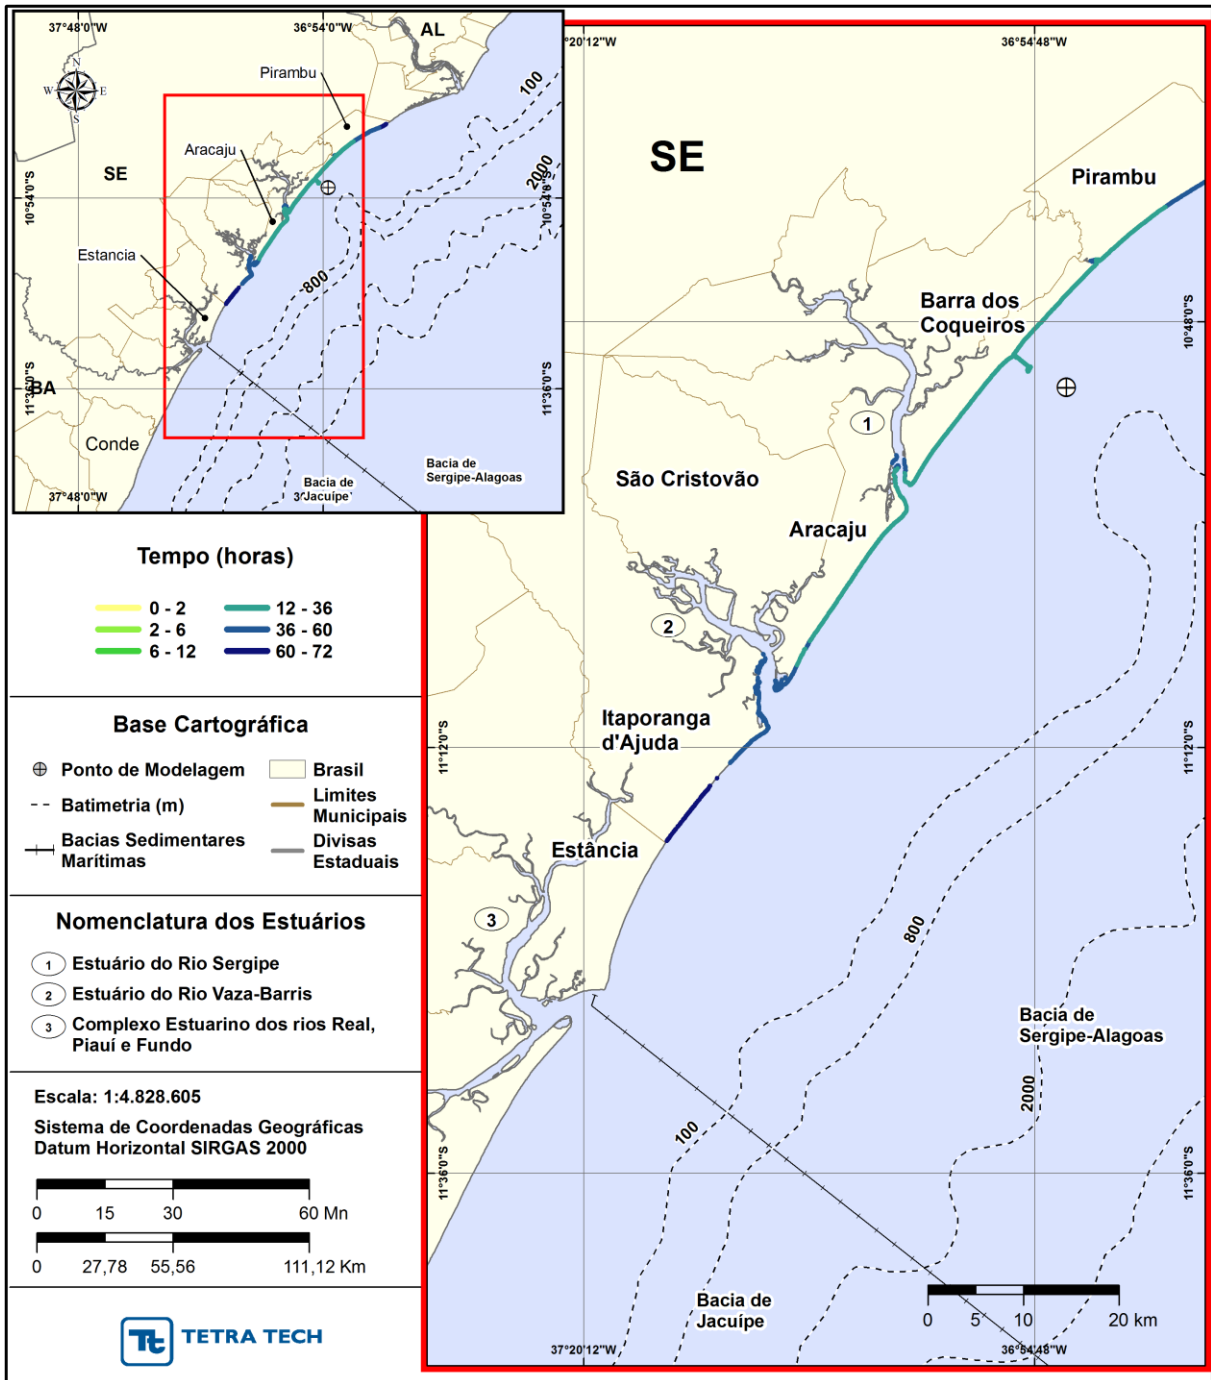 37°48'0"W
36°54'0"W
AL
Pirambu
100
N
W
E
S
Aracaju
2000
SE
10°54'0"S
10°54'0"S
Estancia
800
BA
11°36'0"S
11°36'0"S
Conde
37°48'0"W
Bacia de
Jacuípe
Bacia de
Sergipe-Alagoas
Tempo (horas)
0 - 2
12 - 36
2 - 6
36 - 60
6 - 12
60 - 72
Base Cartográfica
Ponto de Modelagem
Brasil
Batimetria (m)
Limites
Municipais
Bacias Sedimentares
Marítimas
Divisas
Estaduais
Nomenclatura dos Estuários
1 Estuário do Rio Sergipe
2 Estuário do Rio Vaza-Barris
3 Complexo Estuarino dos rios Real,
Piauí e Fundo
Escala: 1:4.828.605
Sistema de Coordenadas Geográficas
Datum Horizontal SIRGAS 2000
0 15 30 60 Mn
0 27,78 55,56 111,12 Km
Tt TETRA TECH
°20'12"W
36°54'48"W
SE
Pirambu
Barra dos
Coqueiros
10°48'0"S
1
São Cristovão
Aracaju
2
Itaporanga
d'Ajuda
11°12'0"S
11°12'0"S
Estância
3
800
Bacia de
Sergipe-Alagoas
2000
100
11°36'0"S
11°36'0"S
Bacia de
Jacuípe
0 5 10 20 km
37°20'12"W
36°54'48"W